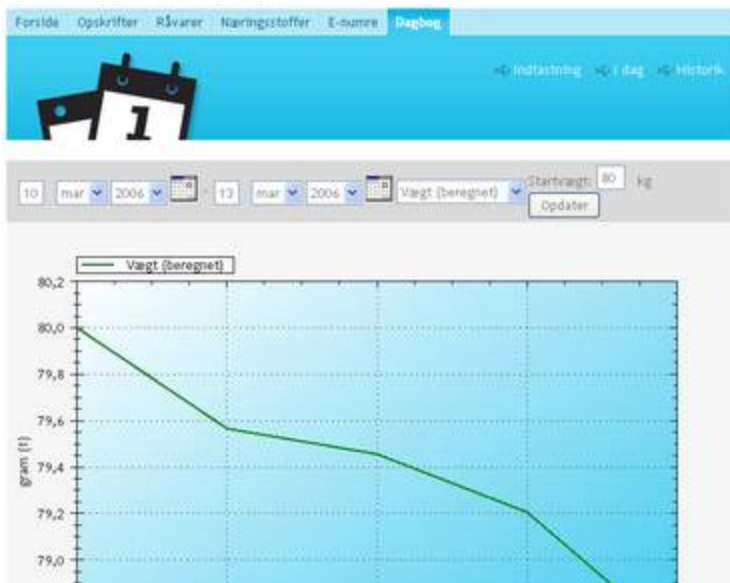 Forside Opskrifter Råvarer Næringsstoffer E-numre Dagbog
Indtastning I dag Historik
1
10 mar 2006 13 mar 2006 Vægt (beregnet) Startvægt: 80 kg
Opdater
Vægt (beregnet)
80,2
80,0
79,8
79,6
79,4
79,2
79,0
gram (t)